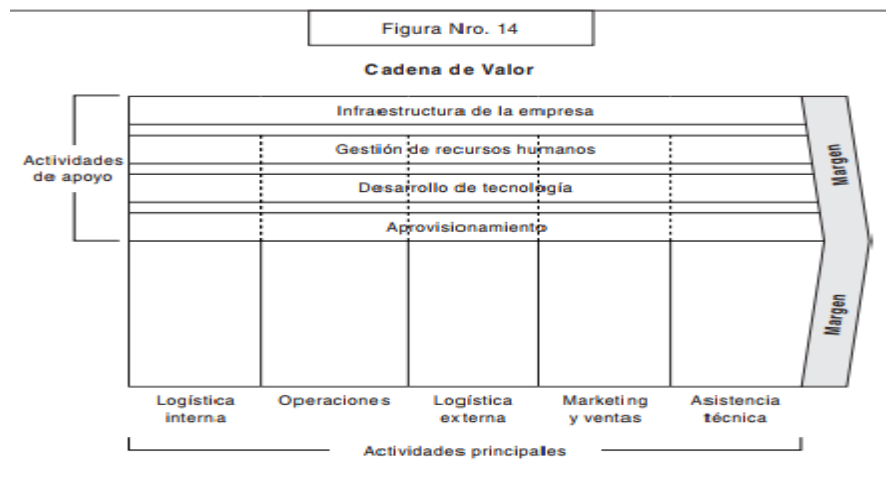 Figura Nro. 14
Cadena de Valor
Infraestructura de la empresa
Gestión de recursos humanos
Desarrollo de tecnología
Aprovisionamiento
Actividades
de apoyo
Margen
Margen
Logística
interna
Operaciones
Logística
externa
Marketing
y ventas
Asistencia
técnica
Actividades principales